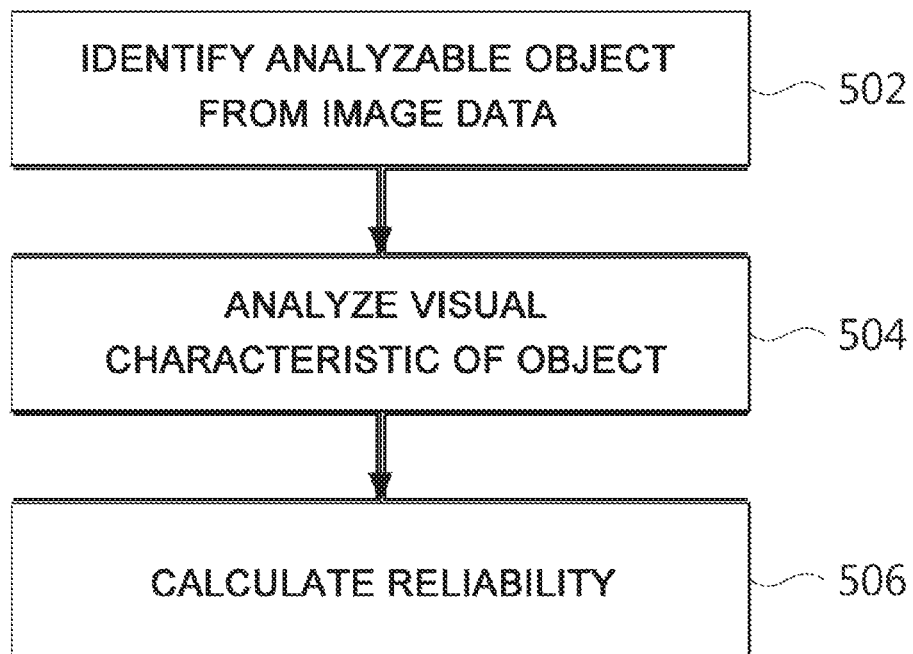 IDENTIFY ANALYZABLE OBJECT
FROM IMAGE DATA
502
ANALYZE VISUAL
CHARACTERISTIC OF OBJECT
504
CALCULATE RELIABILITY
506